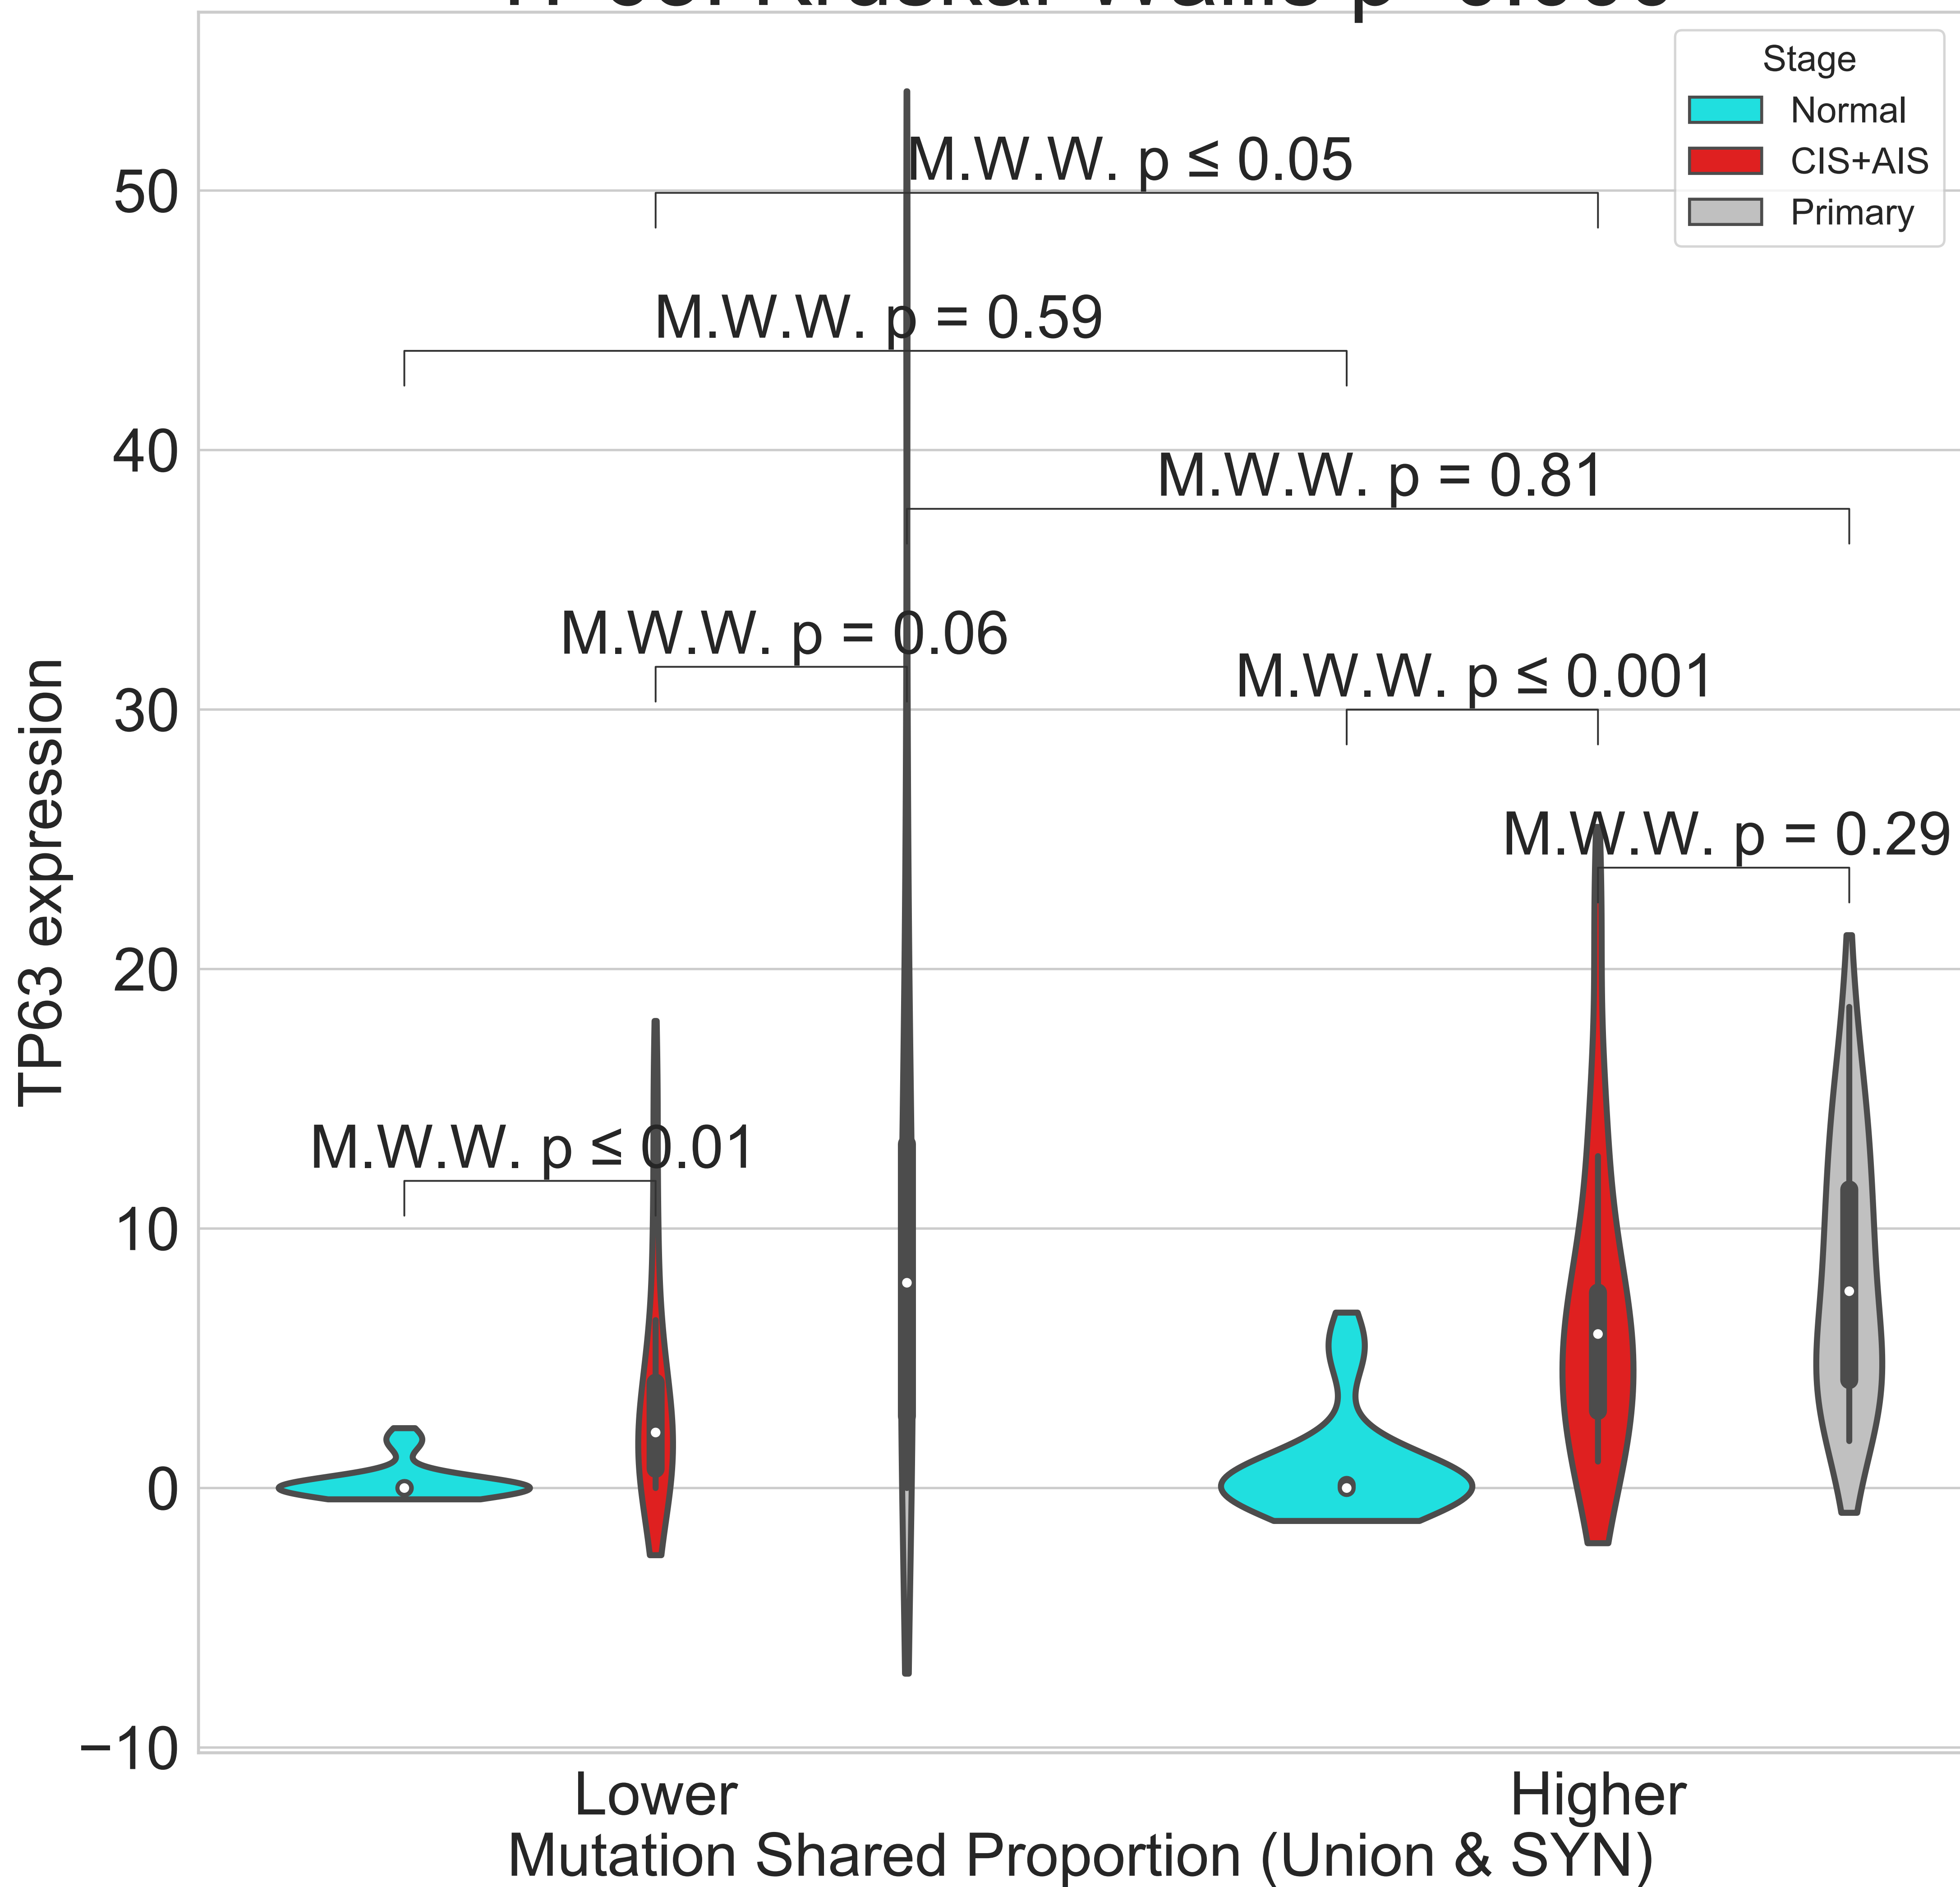 Stage
Normal
CIS+AIS
Primary
M.W.W. p ≤ 0.05
M.W.W. p = 0.59
M.W.W. p = 0.81
M.W.W. p = 0.06
M.W.W. p ≤ 0.001
M.W.W. p = 0.29
M.W.W. p ≤ 0.01
TP63 expression
50
40
30
20
10
0
−10
Lower
Higher
Mutation Shared Proportion (Union & SYN)